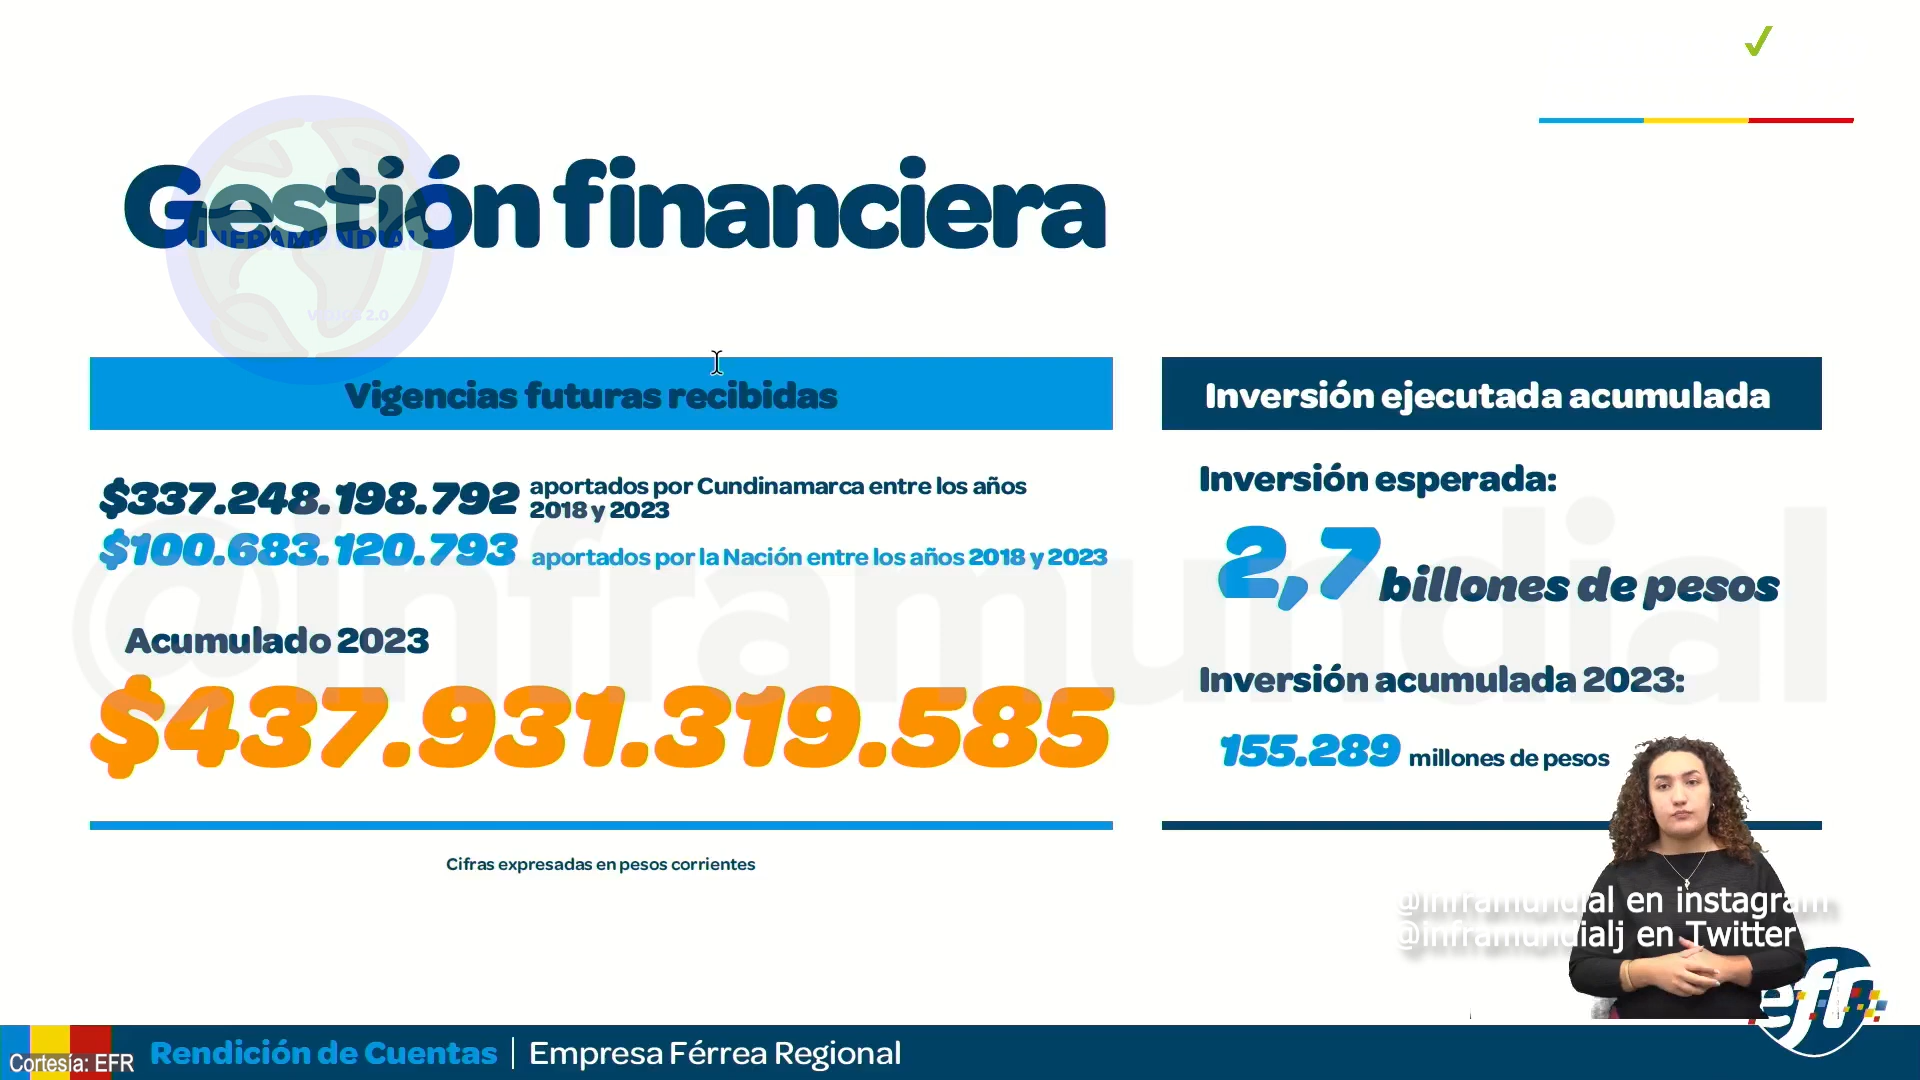 Gestión financiera
INFRAMUNDIAL
Vigencias futuras recibidas
$337.248.198.792 aportados por Cundinamarca entre los años
2018 y 2023
$100.683.120.793 aportados por la Nación entre los años 2018 y 2023
Acumulado 2023
$437.931.319.585
Cifras expresadas en pesos corrientes
Inversión ejecutada acumulada
Inversión esperada:
2,7 billones de pesos
Inversión acumulada 2023:
155.289 millones de pesos
@inframundial
@inframundial en instagram
@inframundialj en Twitter
efr
Cortesía: EFR
Rendición de Cuentas | Empresa Férrea Regional